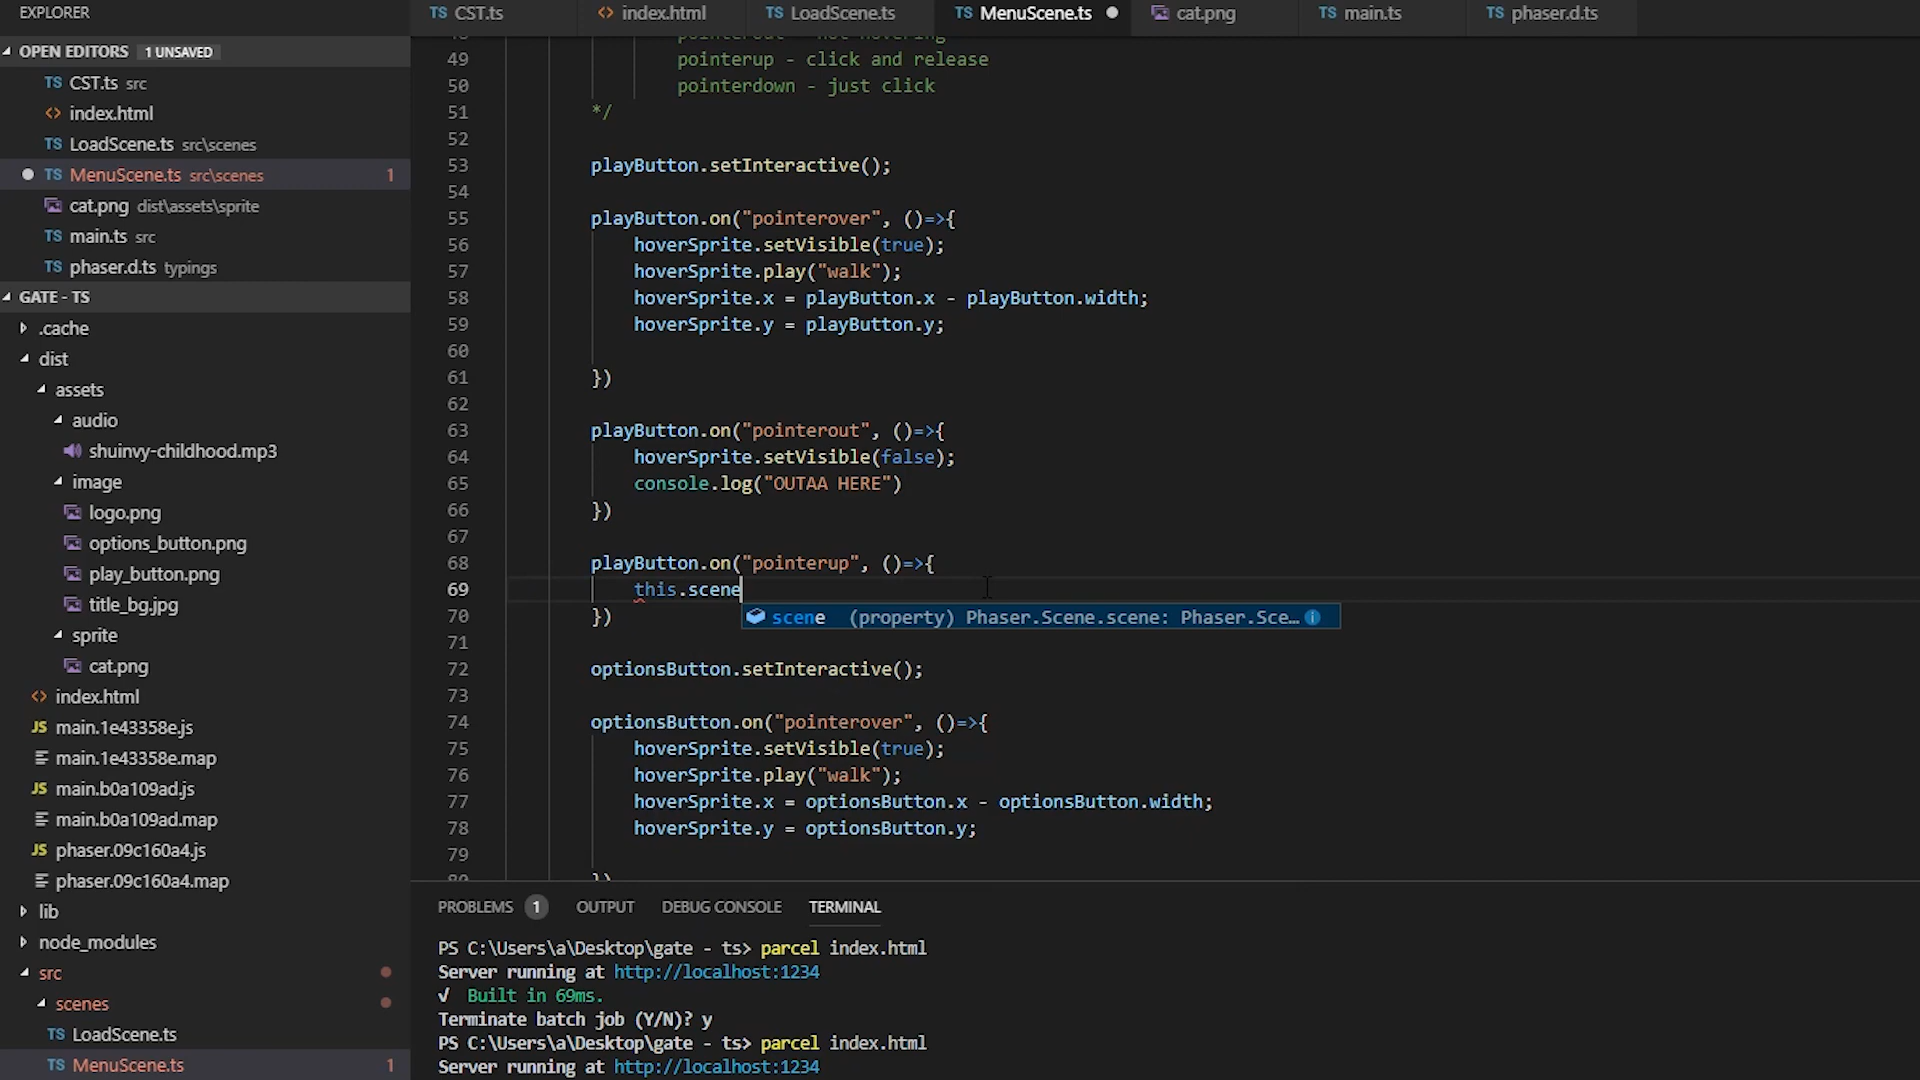 EXPLORER
OPEN EDITORS 1 UNSAVED
TS CST.ts src
<> index.html
TS LoadScene.ts src\scenes
TS MenuScene.ts src\scenes 1
cat.png dist\assets\sprite
TS main.ts src
TS phaser.d.ts typings
GATE - TS
.cache
dist
assets
audio
shuinvy-childhood.mp3
image
logo.png
options_button.png
play_button.png
title_bg.jpg
sprite
cat.png
<> index.html
JS main.1e43358e.js
main.1e43358e.map
JS main.b0a109ad.js
main.b0a109ad.map
JS phaser.09c160a4.js
phaser.09c160a4.map
lib
node_modules
src
scenes
TS LoadScene.ts
TS MenuScene.ts 1
TS CST.ts <> index.html TS LoadScene.ts TS MenuScene.ts cat.png TS main.ts TS phaser.d.ts
48 pointerout - not hovering
49 pointerup - click and release
50 pointerdown - just click
51 */
52
53 playButton.setInteractive();
54
55 playButton.on("pointerover", ()=>{
56 hoverSprite.setVisible(true);
57 hoverSprite.play("walk");
58 hoverSprite.x = playButton.x - playButton.width;
59 hoverSprite.y = playButton.y;
60
61 })
62
63 playButton.on("pointerout", ()=>{
64 hoverSprite.setVisible(false);
65 console.log("OUTAA HERE")
66 })
67
68 playButton.on("pointerup", ()=>{
69 this.scene
70 })
scene (property) Phaser.Scene.scene: Phaser.Sce…
71
72 optionsButton.setInteractive();
73
74 optionsButton.on("pointerover", ()=>{
75 hoverSprite.setVisible(true);
76 hoverSprite.play("walk");
77 hoverSprite.x = optionsButton.x - optionsButton.width;
78 hoverSprite.y = optionsButton.y;
79
80 })
PROBLEMS 1 OUTPUT DEBUG CONSOLE TERMINAL
PS C:\Users\a\Desktop\gate - ts> parcel index.html
Server running at http://localhost:1234
√ Built in 69ms.
Terminate batch job (Y/N)? y
PS C:\Users\a\Desktop\gate - ts> parcel index.html
Server running at http://localhost:1234